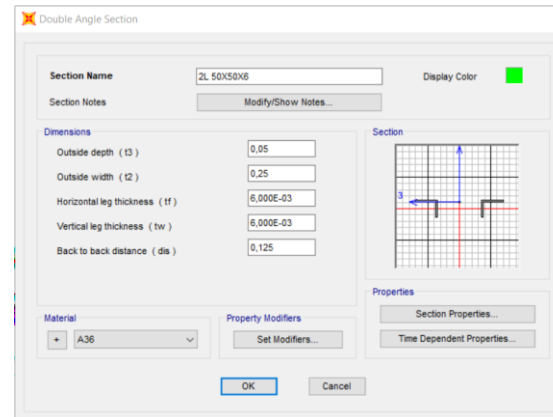 Double Angle Section
Section Name 2L 50X50X6 Display Color
Section Notes Modify/Show Notes...
Dimensions
Outside depth ( t3 ) 0,05
Outside width ( t2 ) 0,25
Horizontal leg thickness ( tf ) 6,000E-03
Vertical leg thickness ( tw ) 6,000E-03
Back to back distance ( dis ) 0,125
Section
3
Properties
Section Properties...
Time Dependent Properties...
Material
+ A36
Property Modifiers
Set Modifiers...
OK Cancel